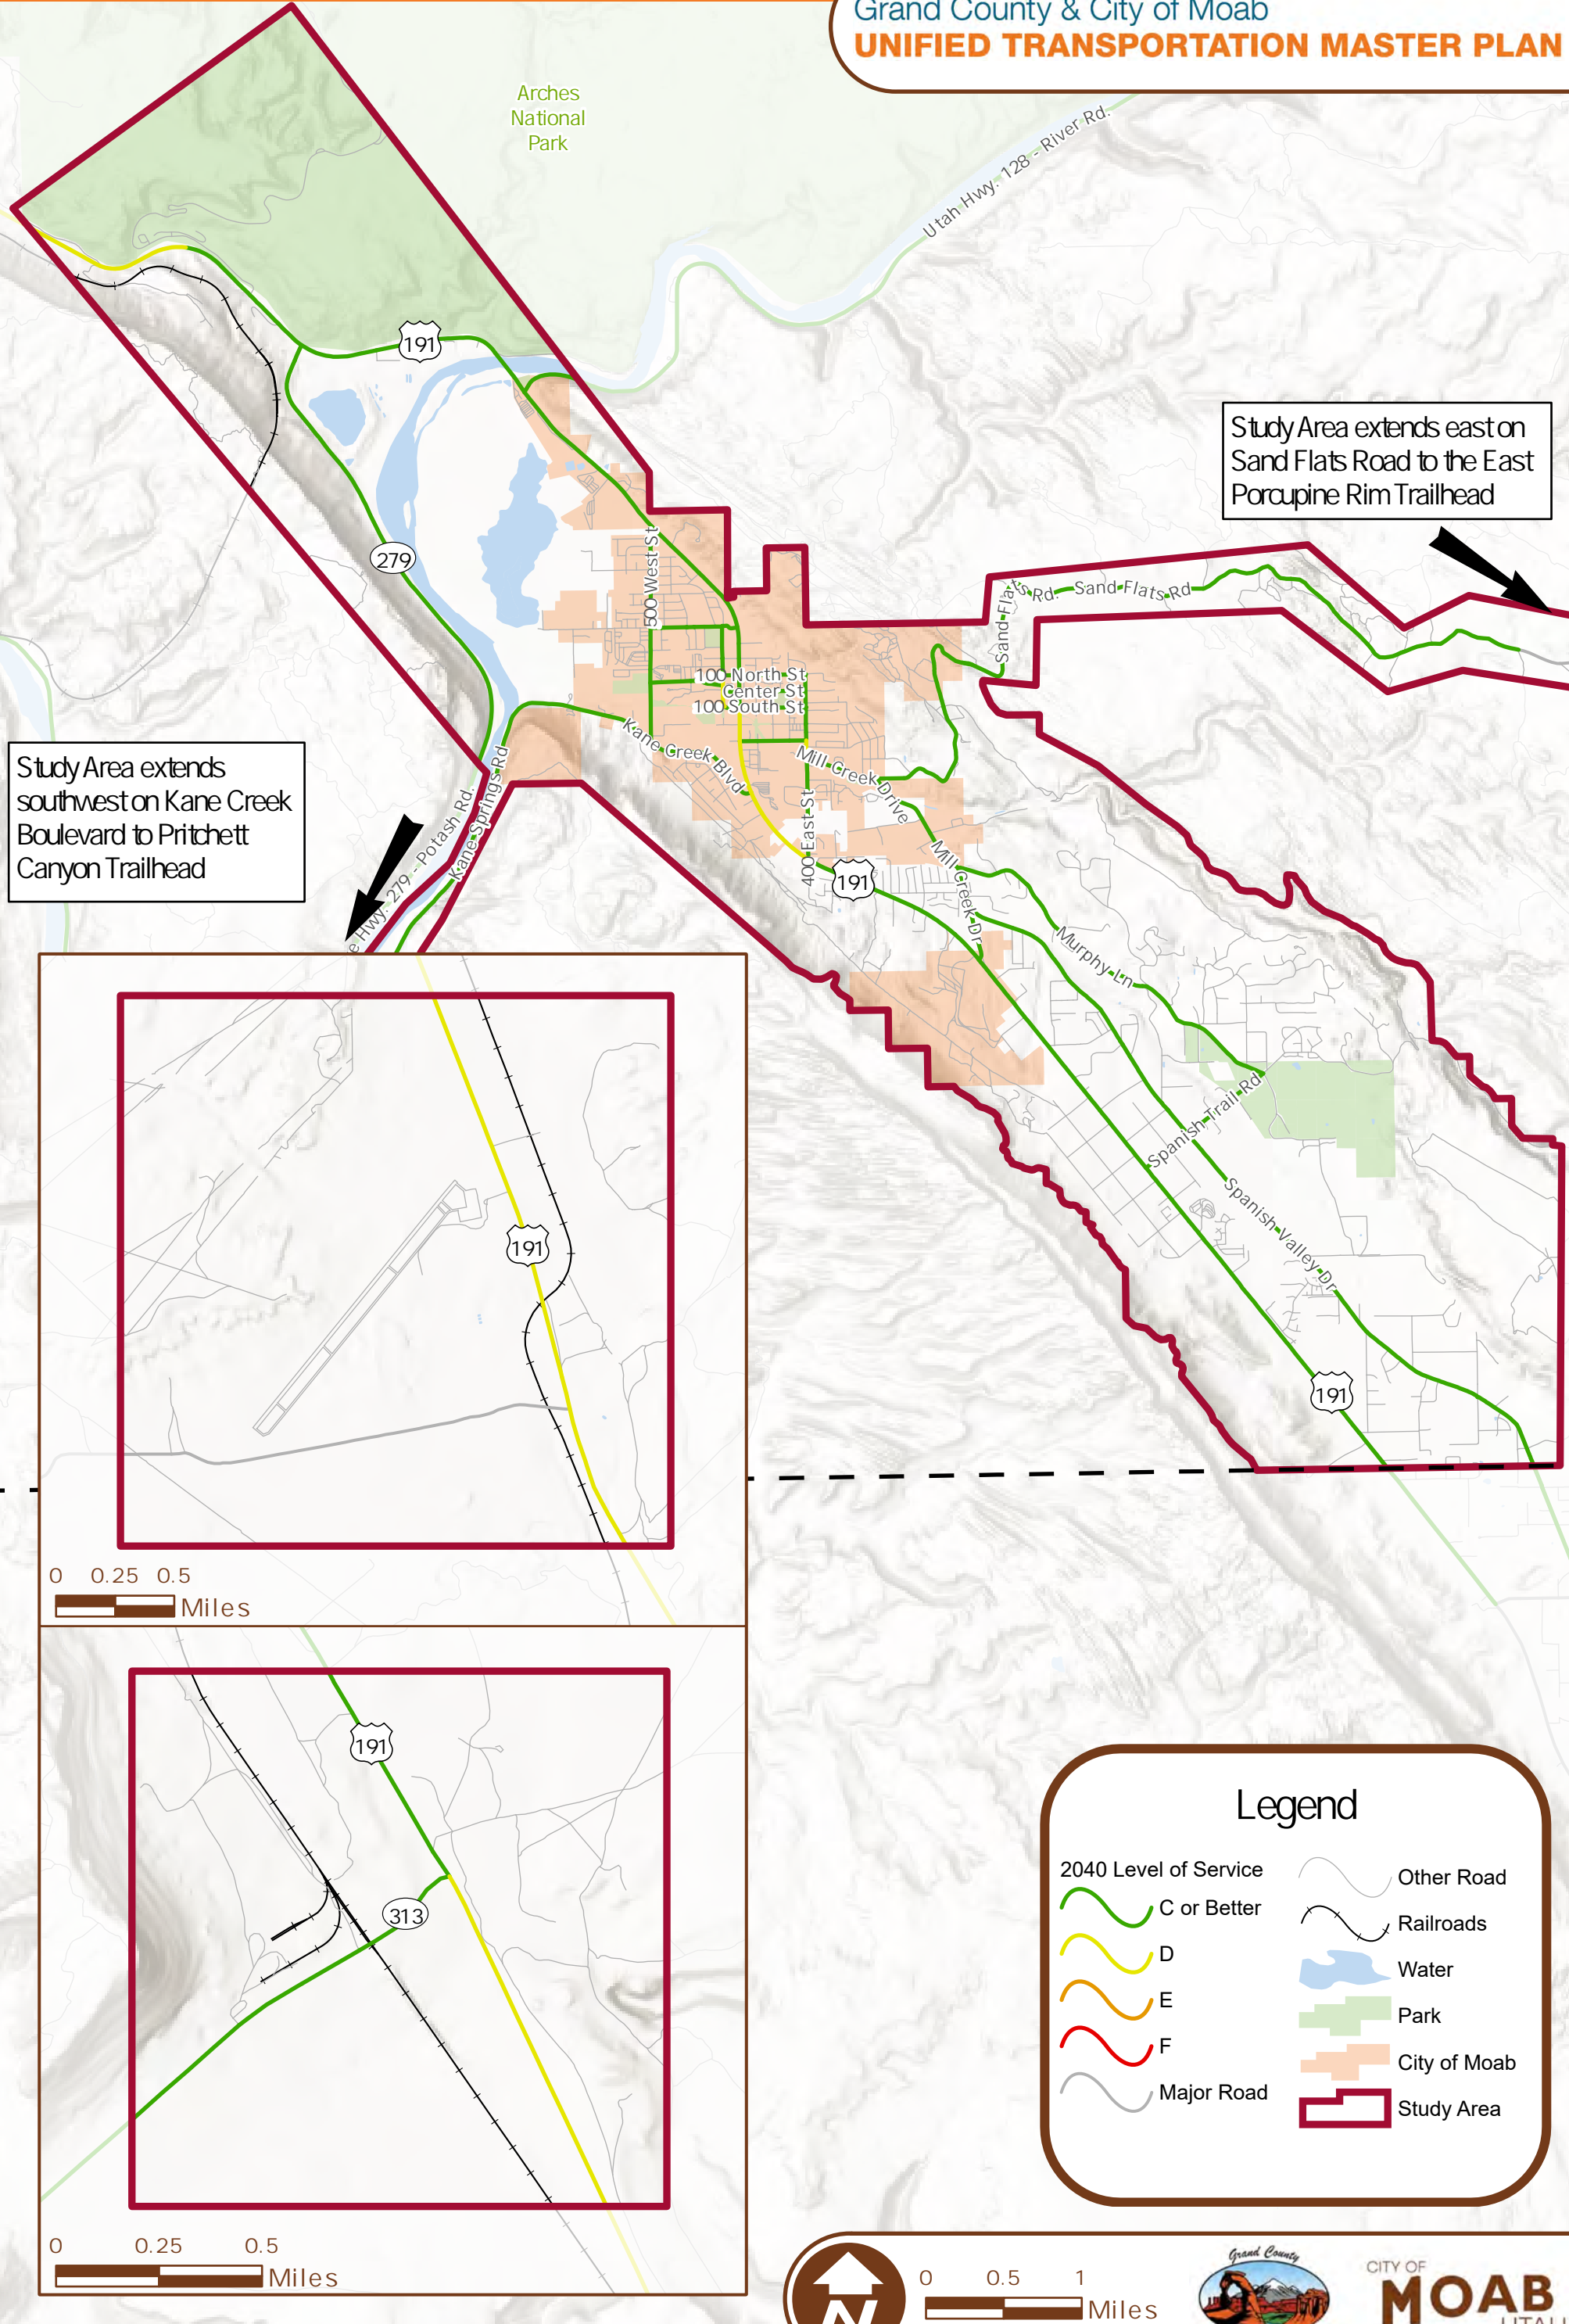 Grand County & City of Moab
UNIFIED TRANSPORTATION MASTER PLAN
Arches
National
Park
Utah Hwy. 128 - River Rd.
191
Study Area extends east on
Sand Flats Road to the East
Porcupine Rim Trailhead
279
500 West St
Sand Flats Rd.
Sand Flats Rd
100 North St
Center St
100 South St
Kane Creek Blvd
Mill Creek Drive
Study Area extends
southwest on Kane Creek
Boulevard to Pritchett
Canyon Trailhead
Hwy. 279 - Potash Rd.
Kane Springs Rd
400 East St
191
Mill Creek Dr
Murphy Ln
Spanish Trail Rd
Spanish Valley Dr
191
191
0 0.25 0.5
Miles
191
313
0 0.25 0.5
Miles
Legend
2040 Level of Service
C or Better
D
E
F
Major Road
Other Road
Railroads
Water
Park
City of Moab
Study Area
N
0 0.5 1
Miles
Grand County
CITY OF
MOAB
UTAH